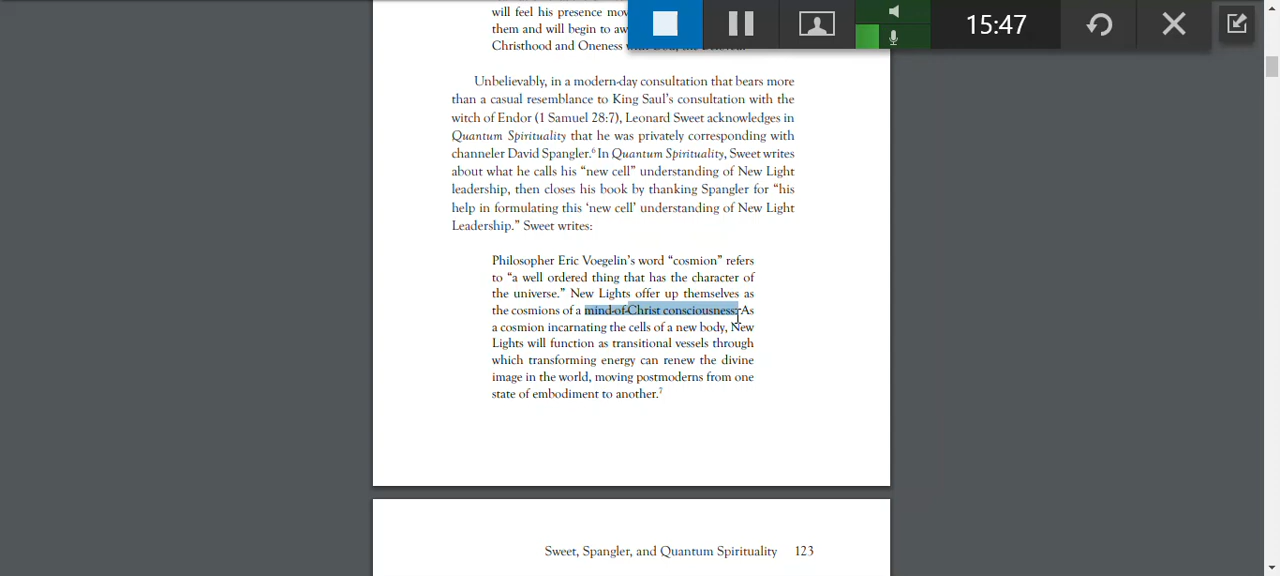 15:47
will feel his presence mov
them and will begin to aw
Christhood and Oneness
Unbelievably, in a modern-day consultation that bears more
than a casual resemblance to King Saul's consultation with the
witch of Endor (1 Samuel 28:7), Leonard Sweet acknowledges in
Quantum Spirituality that he was privately corresponding with
channeler David Spangler.6 In Quantum Spirituality, Sweet writes
about what he calls his “new cell” understanding of New Light
leadership, then closes his book by thanking Spangler for “his
help in formulating this ‘new cell’ understanding of New Light
Leadership.” Sweet writes:
Philosopher Eric Voegelin's word “cosmion” refers
to “a well ordered thing that has the character of
the universe.” New Lights offer up themselves as
the cosmions of a mind-of-Christ consciousness. As
a cosmion incarnating the cells of a new body, New
Lights will function as transitional vessels through
which transforming energy can renew the divine
image in the world, moving postmoderns from one
state of embodiment to another.7
Sweet, Spangler, and Quantum Spirituality 123